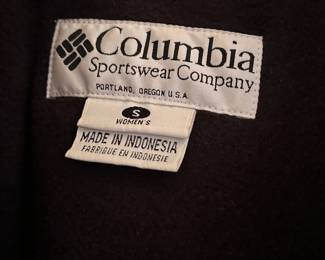 Columbia
Sportswear Company
PORTLAND, OREGON U.S.A.
S
WOMEN'S
MADE IN INDONESIA
FABRIQUE EN INDONESIE